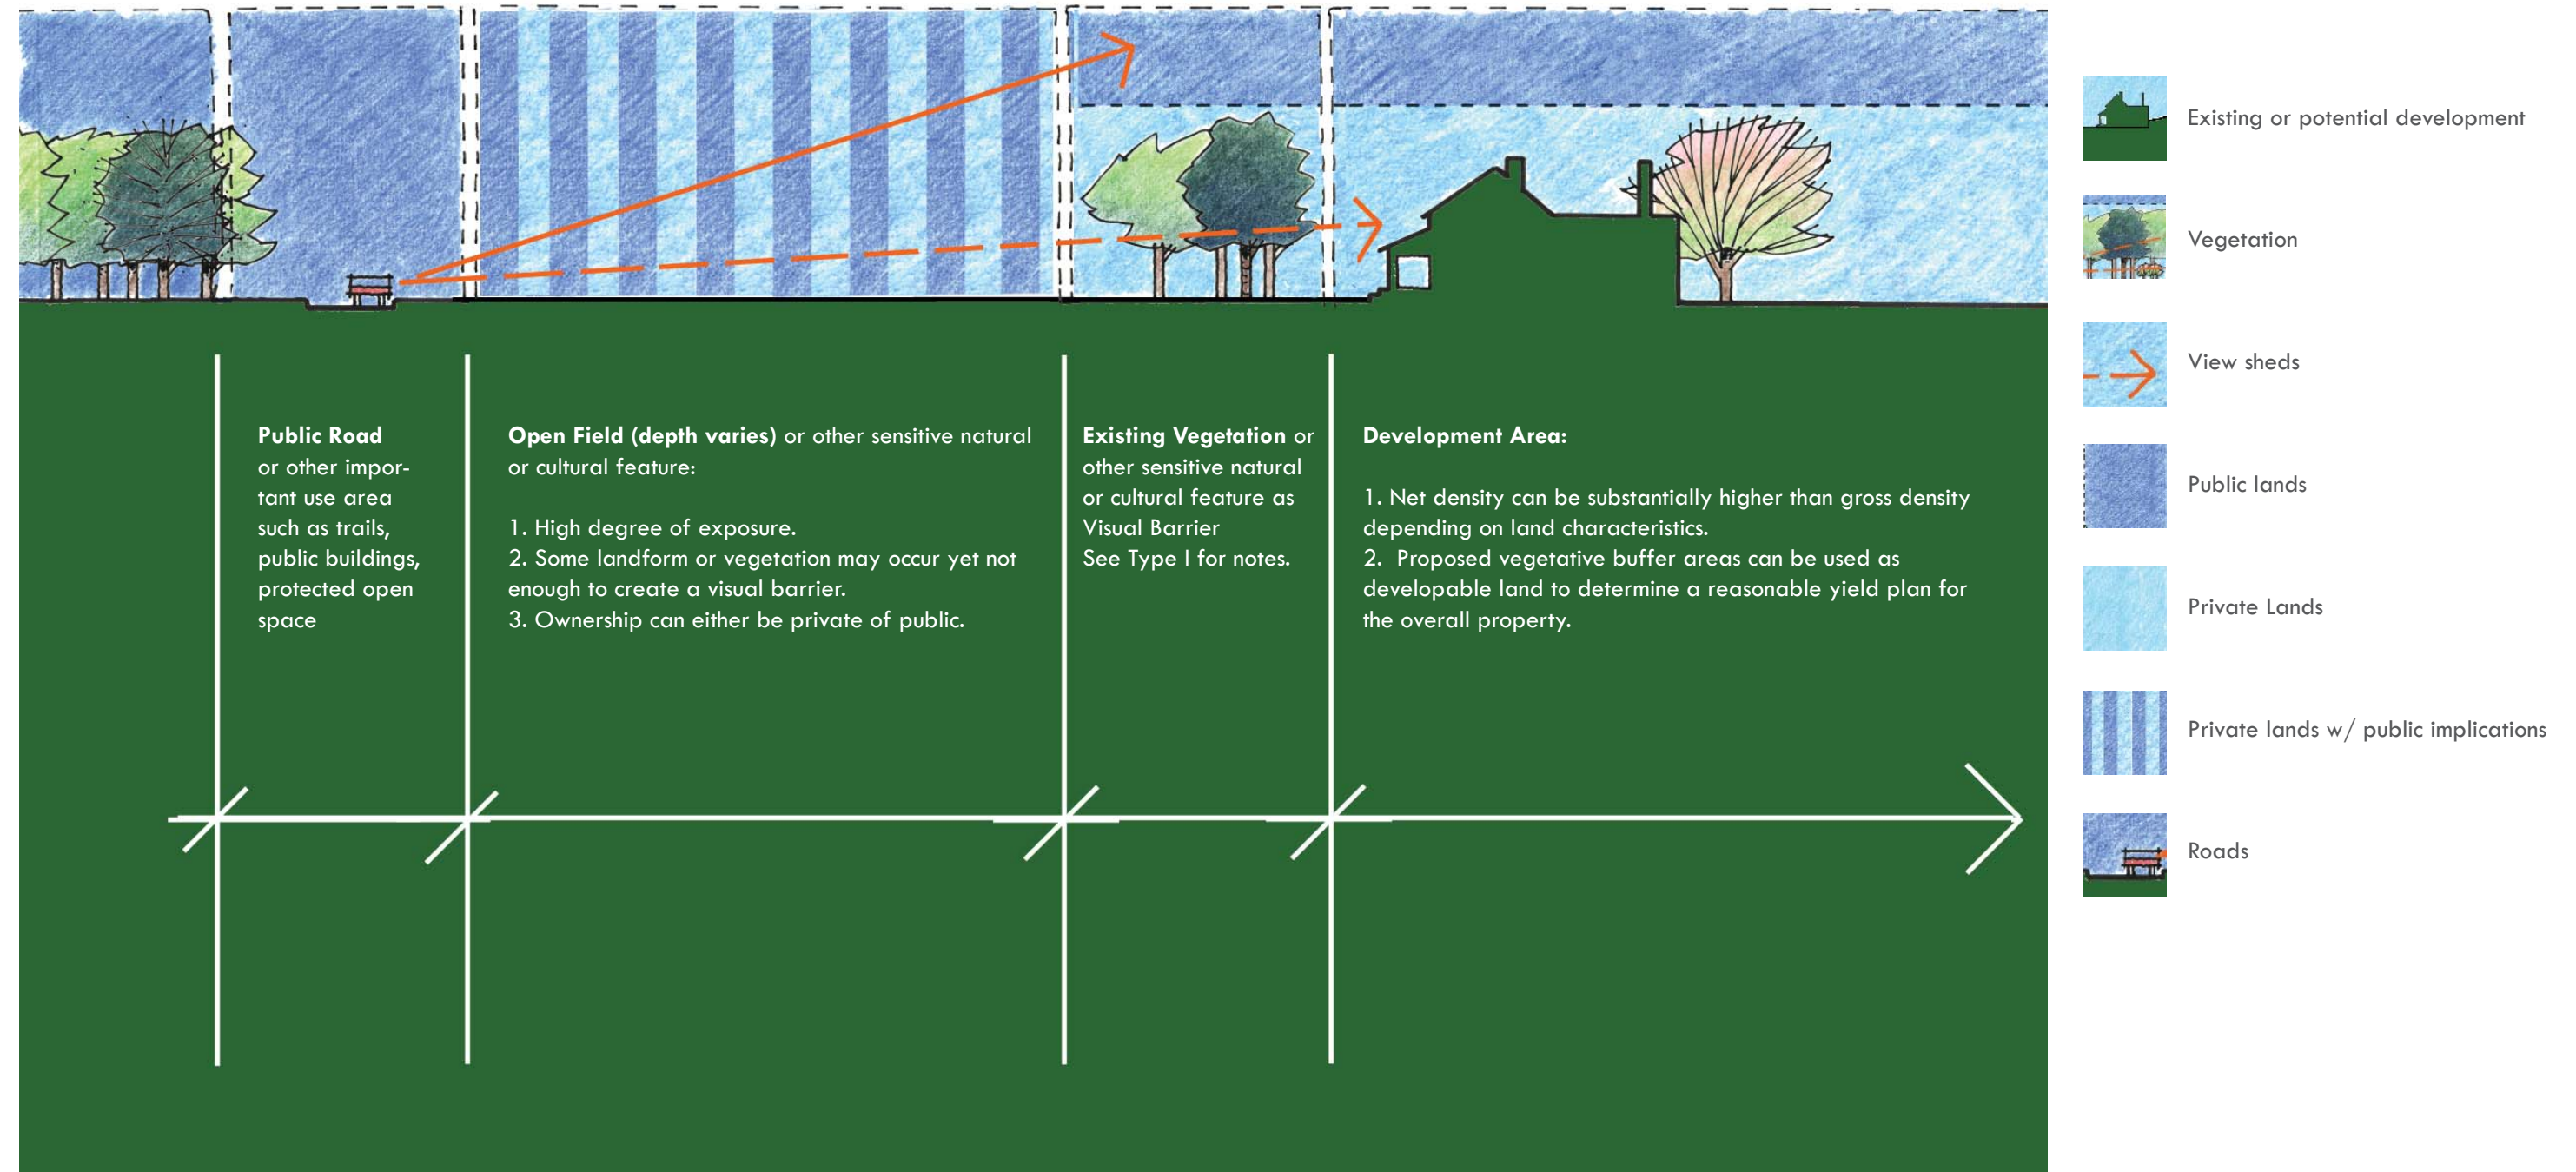 Public Road
or other impor-
tant use area
such as trails,
public buildings,
protected open
space
Open Field (depth varies) or other sensitive natural
or cultural feature:
1. High degree of exposure.
2. Some landform or vegetation may occur yet not
enough to create a visual barrier.
3. Ownership can either be private of public.
Existing Vegetation or
other sensitive natural
or cultural feature as
Visual Barrier
See Type I for notes.
Development Area:
1. Net density can be substantially higher than gross density
depending on land characteristics.
2. Proposed vegetative buffer areas can be used as
developable land to determine a reasonable yield plan for
the overall property.
Existing or potential development
Vegetation
View sheds
Public lands
Private Lands
Private lands w/ public implications
Roads